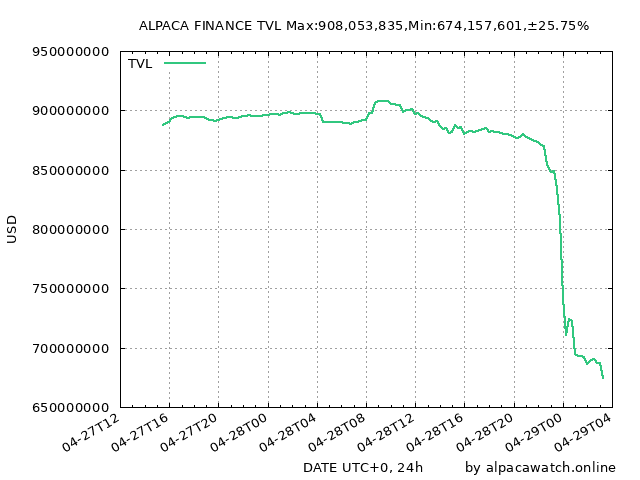 ALPACA FINANCE TVL Max:908,053,835,Min:674,157,601,±25.75%
950000000
TVL
900000000
850000000
800000000
750000000
700000000
650000000
USD
04-27T12
04-27T16
04-27T20
04-28T00
04-28T04
04-28T08
04-28T12
04-28T16
04-28T20
04-29T00
04-29T04
DATE UTC+0, 24h
by alpacawatch.online